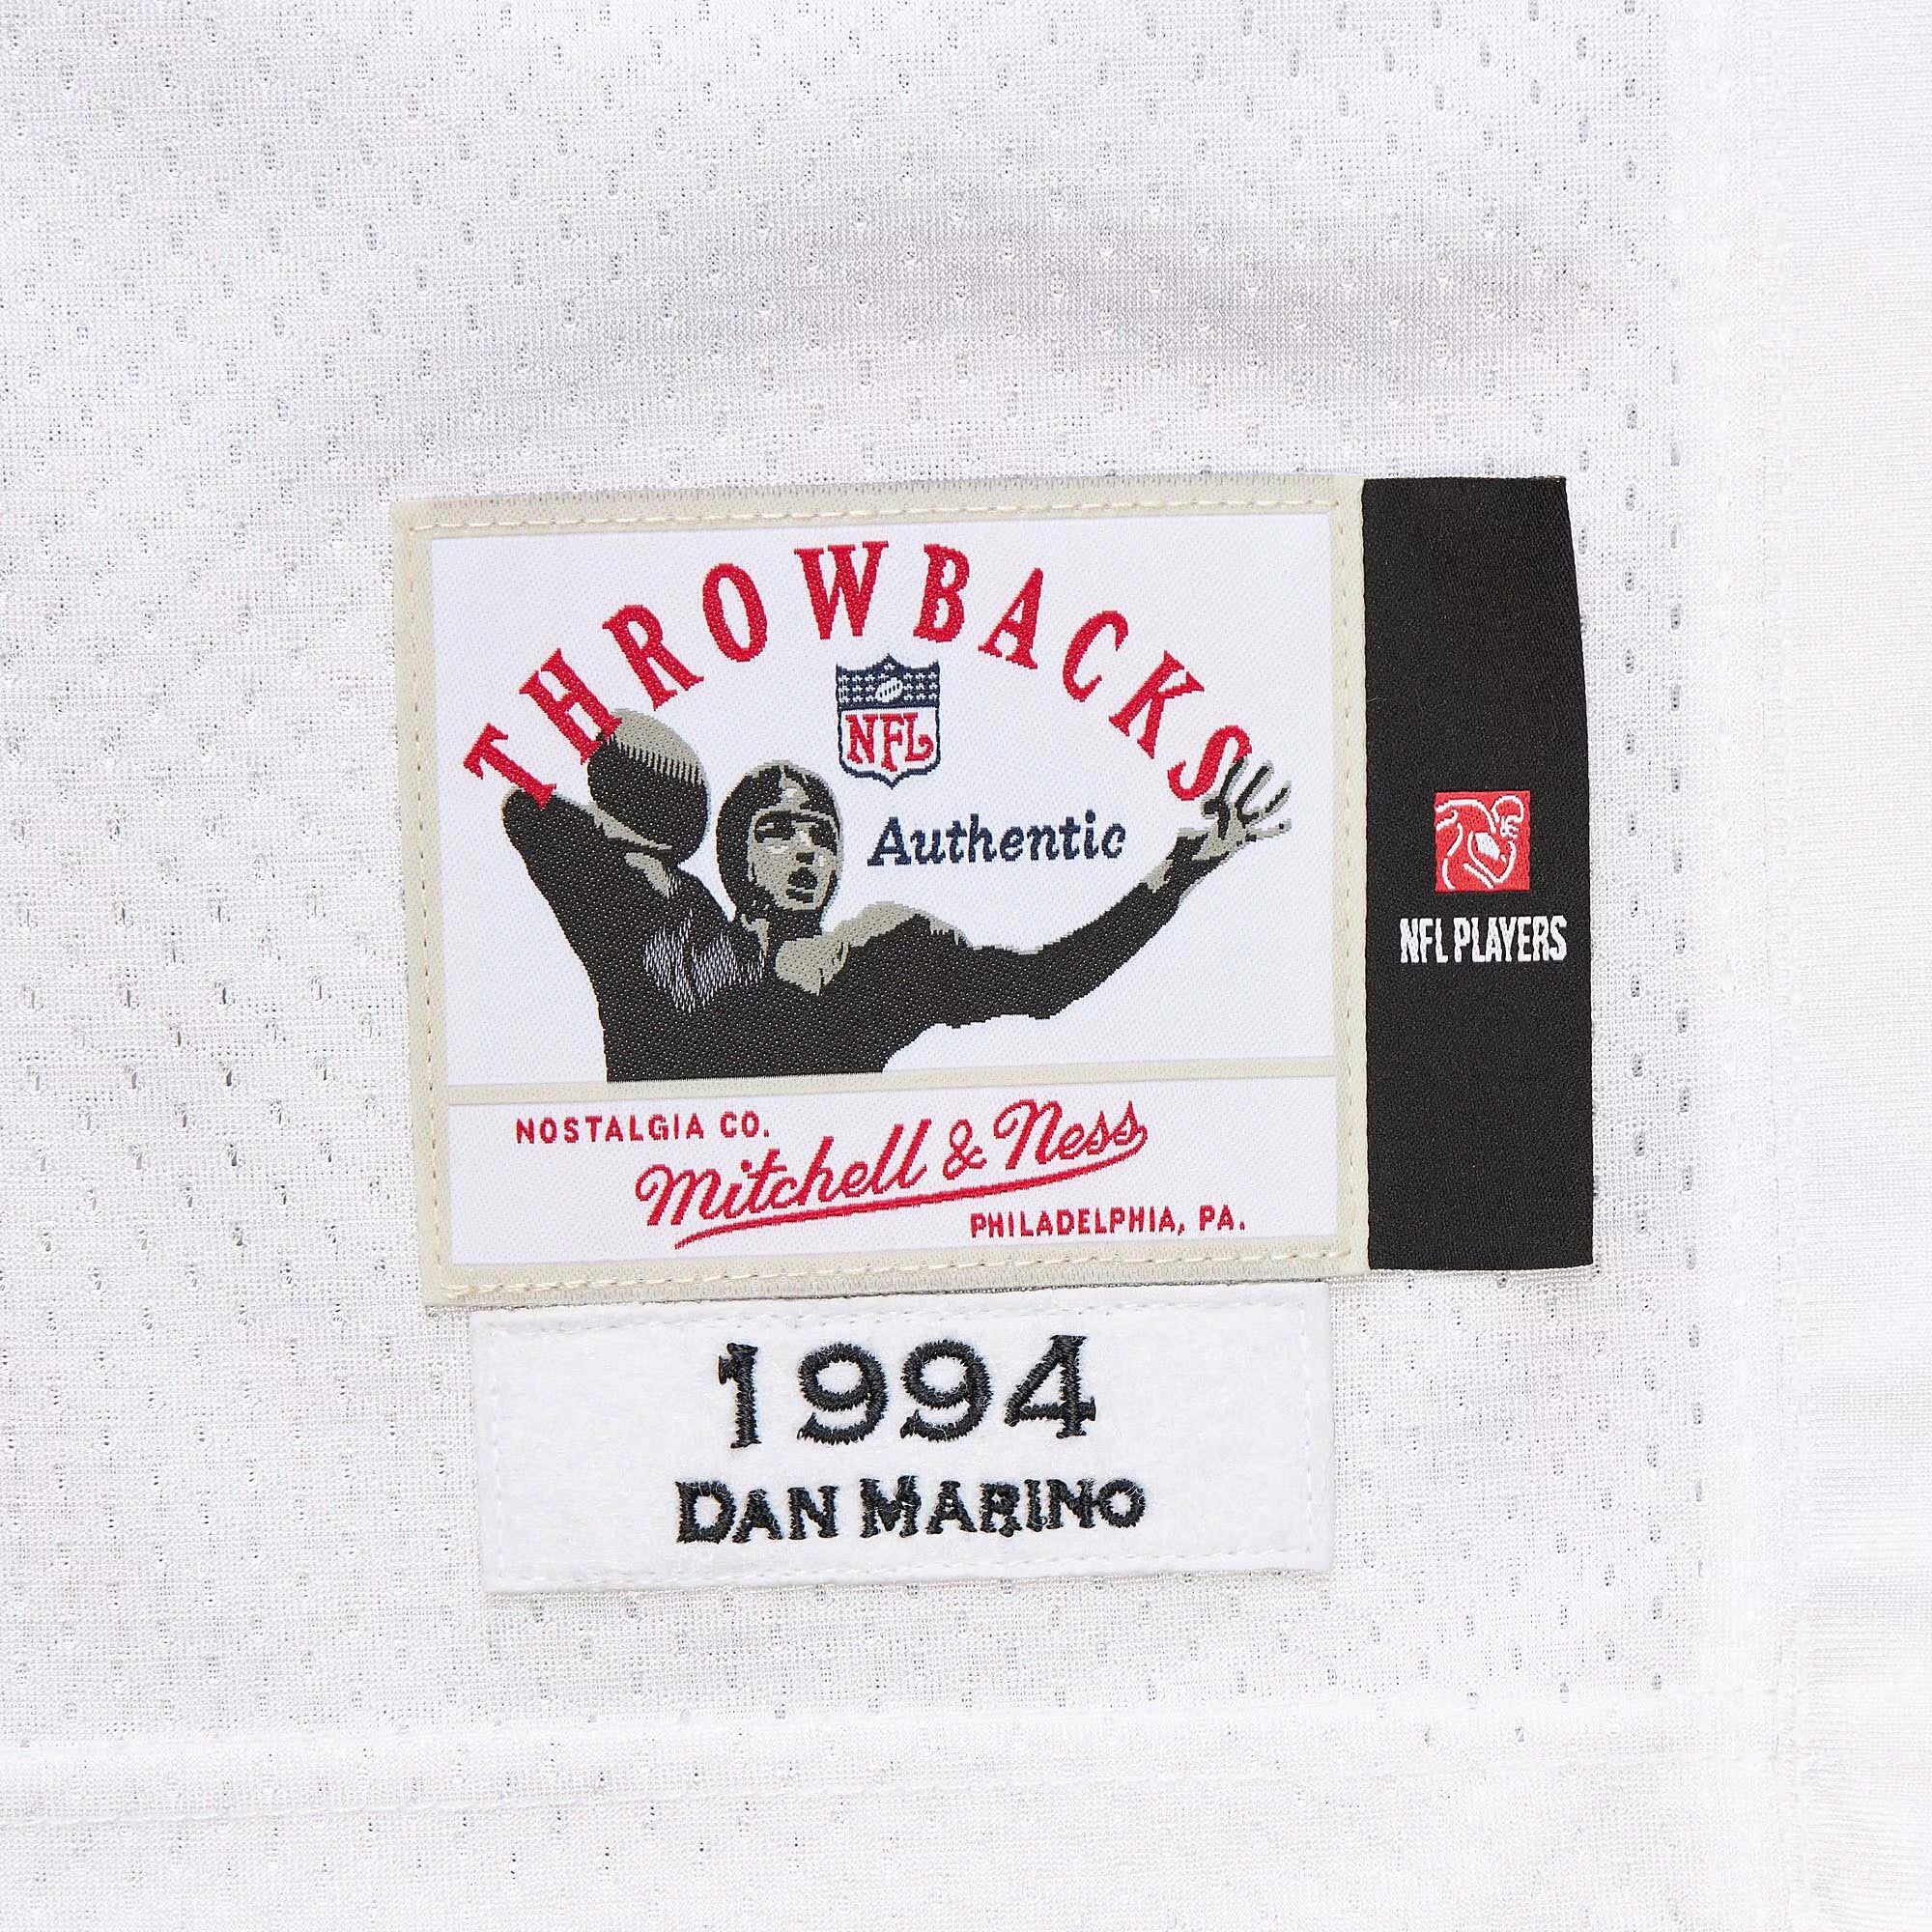 THROWBACKS
NFL
Authentic
NFL PLAYERS
NOSTALGIA CO.
Mitchell & Ness
PHILADELPHIA, PA.
1994
DAN MARINO